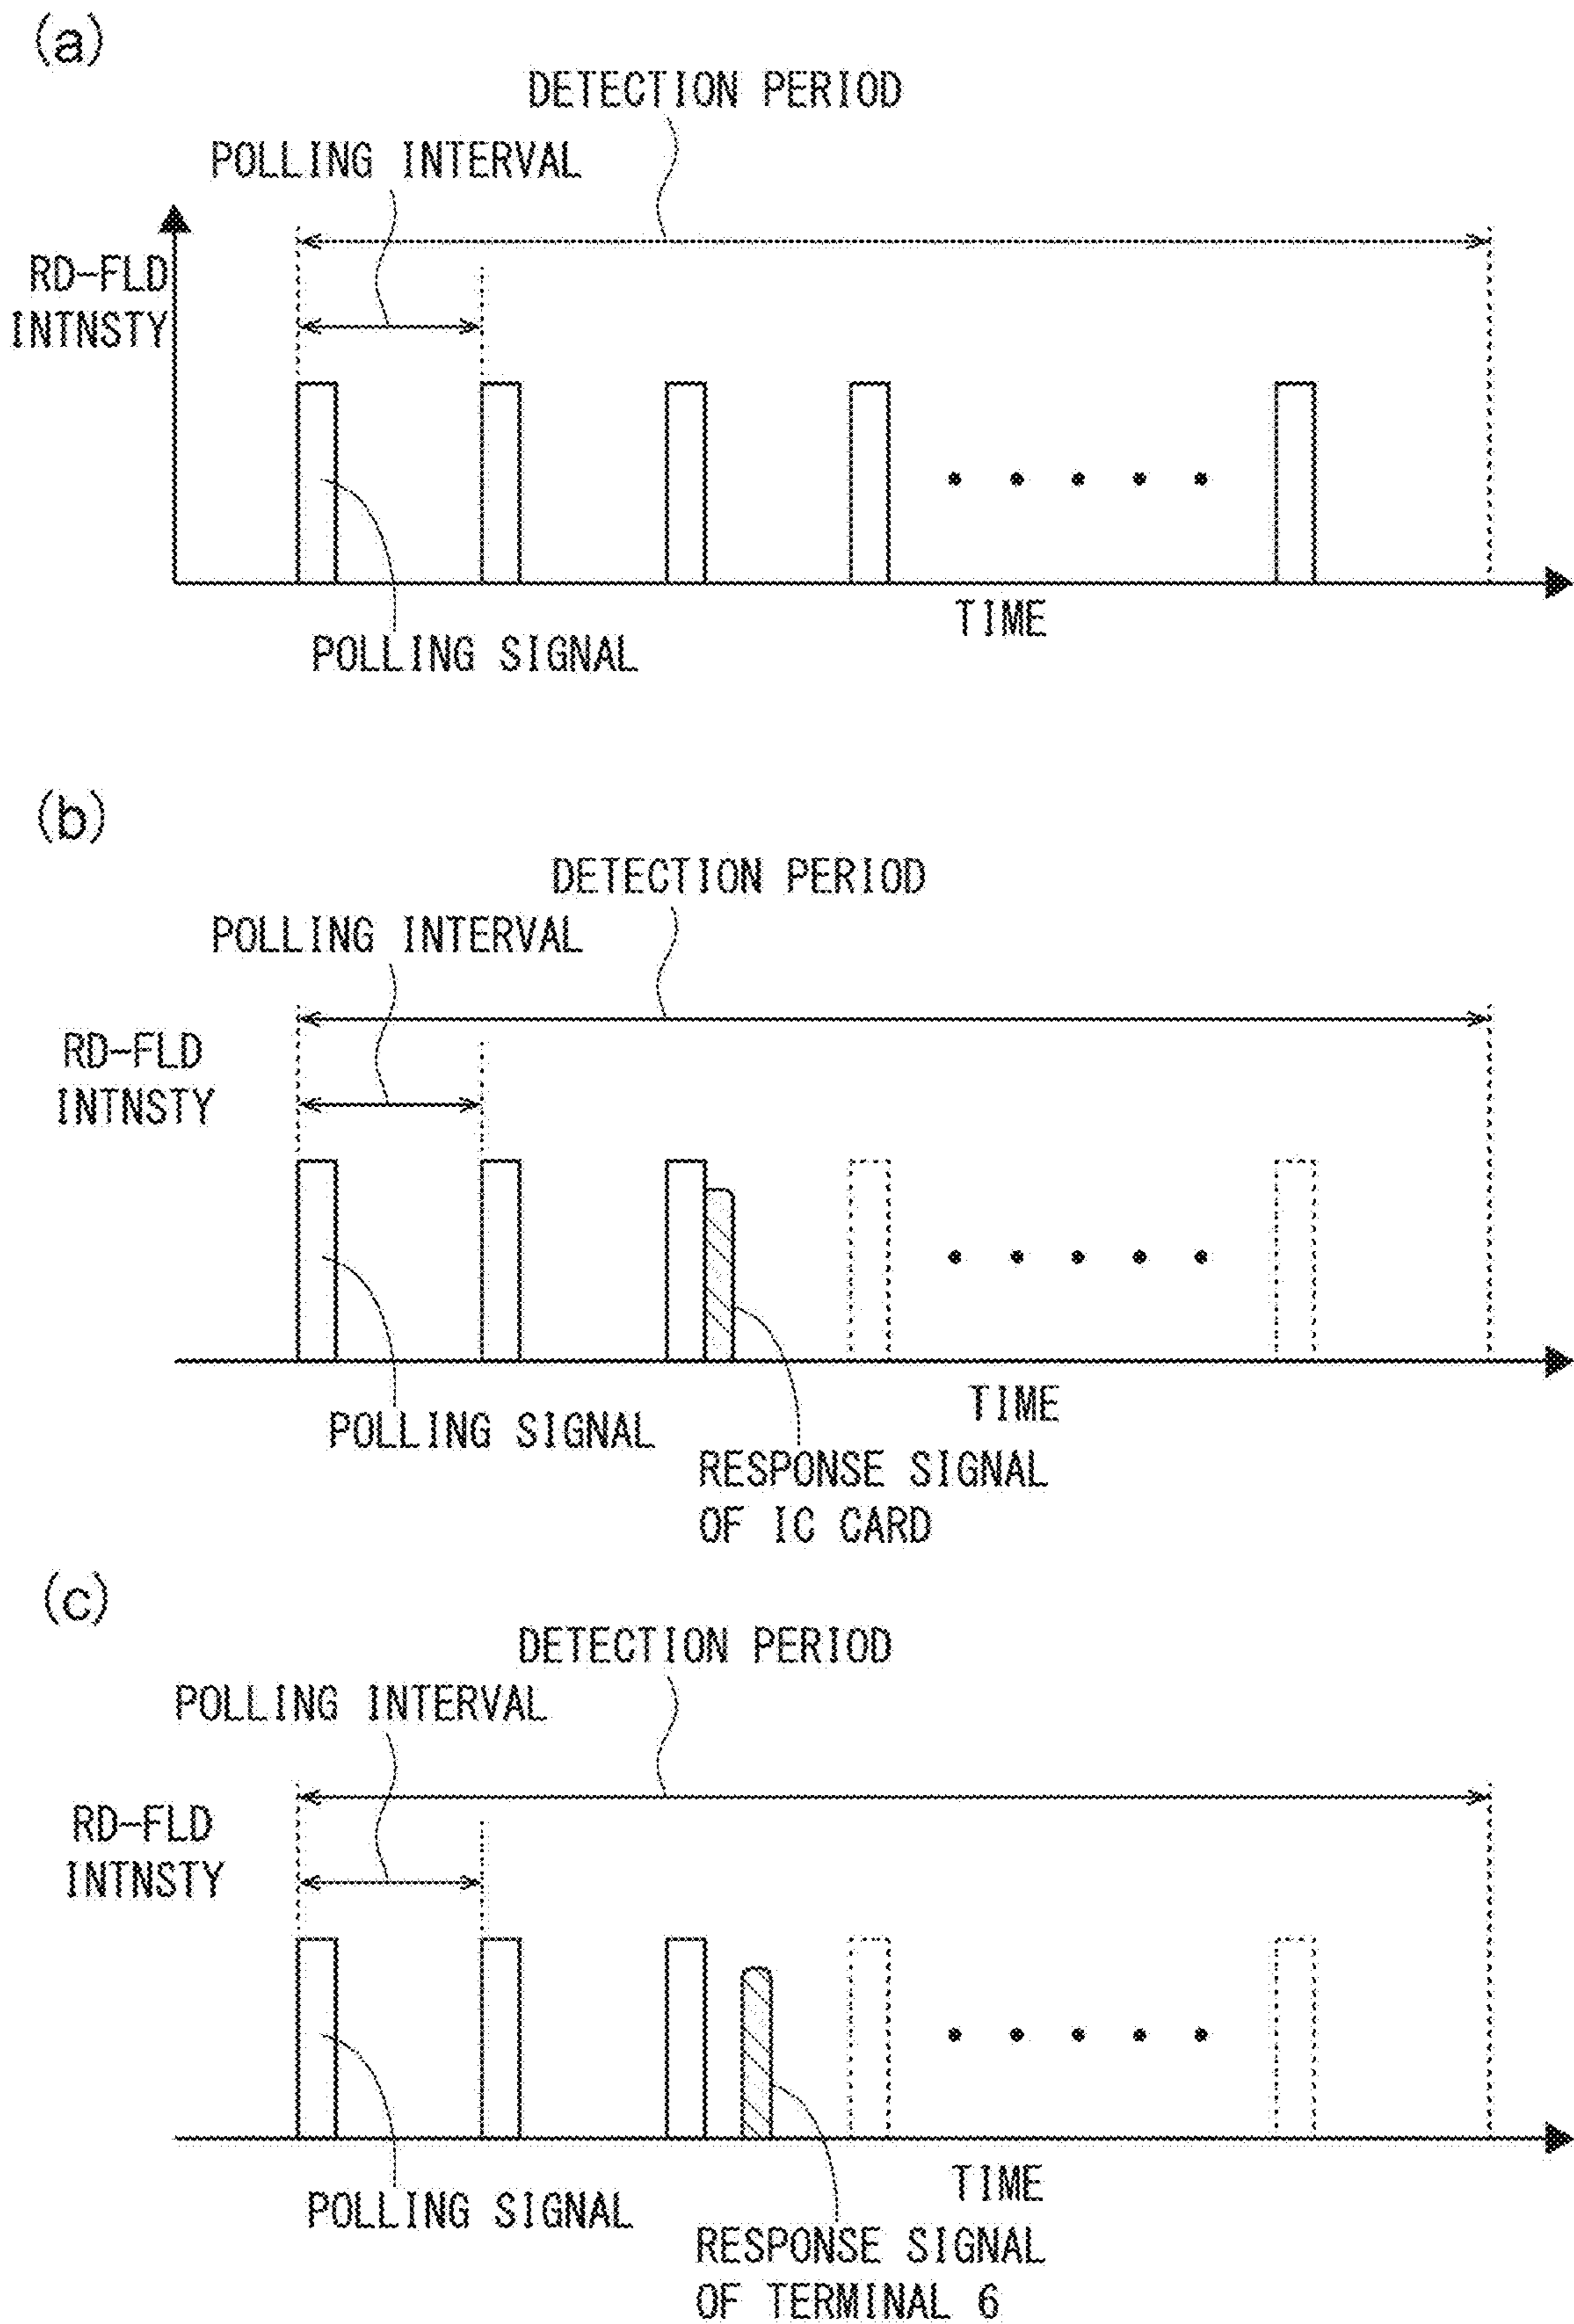 (a)
DETECTION PERIOD
POLLING INTERVAL
RD-FLD
INTNSTY
TIME
POLLING SIGNAL
(b)
DETECTION PERIOD
POLLING INTERVAL
RD-FLD
INTNSTY
TIME
POLLING SIGNAL
RESPONSE SIGNAL
OF IC CARD
(c)
DETECTION PERIOD
POLLING INTERVAL
RD-FLD
INTNSTY
TIME
POLLING SIGNAL
RESPONSE SIGNAL
OF TERMINAL 6